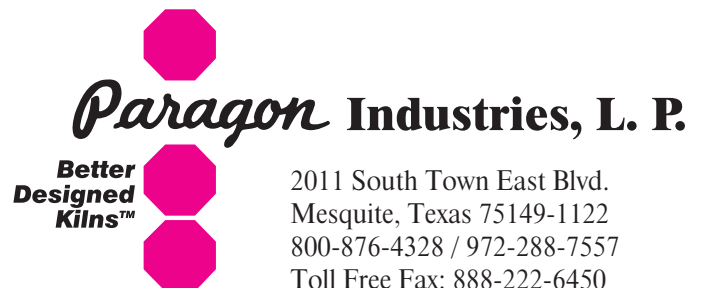 Paragon Industries, L. P.
Better
Designed
Kilns™
2011 South Town East Blvd.
Mesquite, Texas 75149-1122
800-876-4328 / 972-288-7557
Toll Free Fax: 888-222-6450